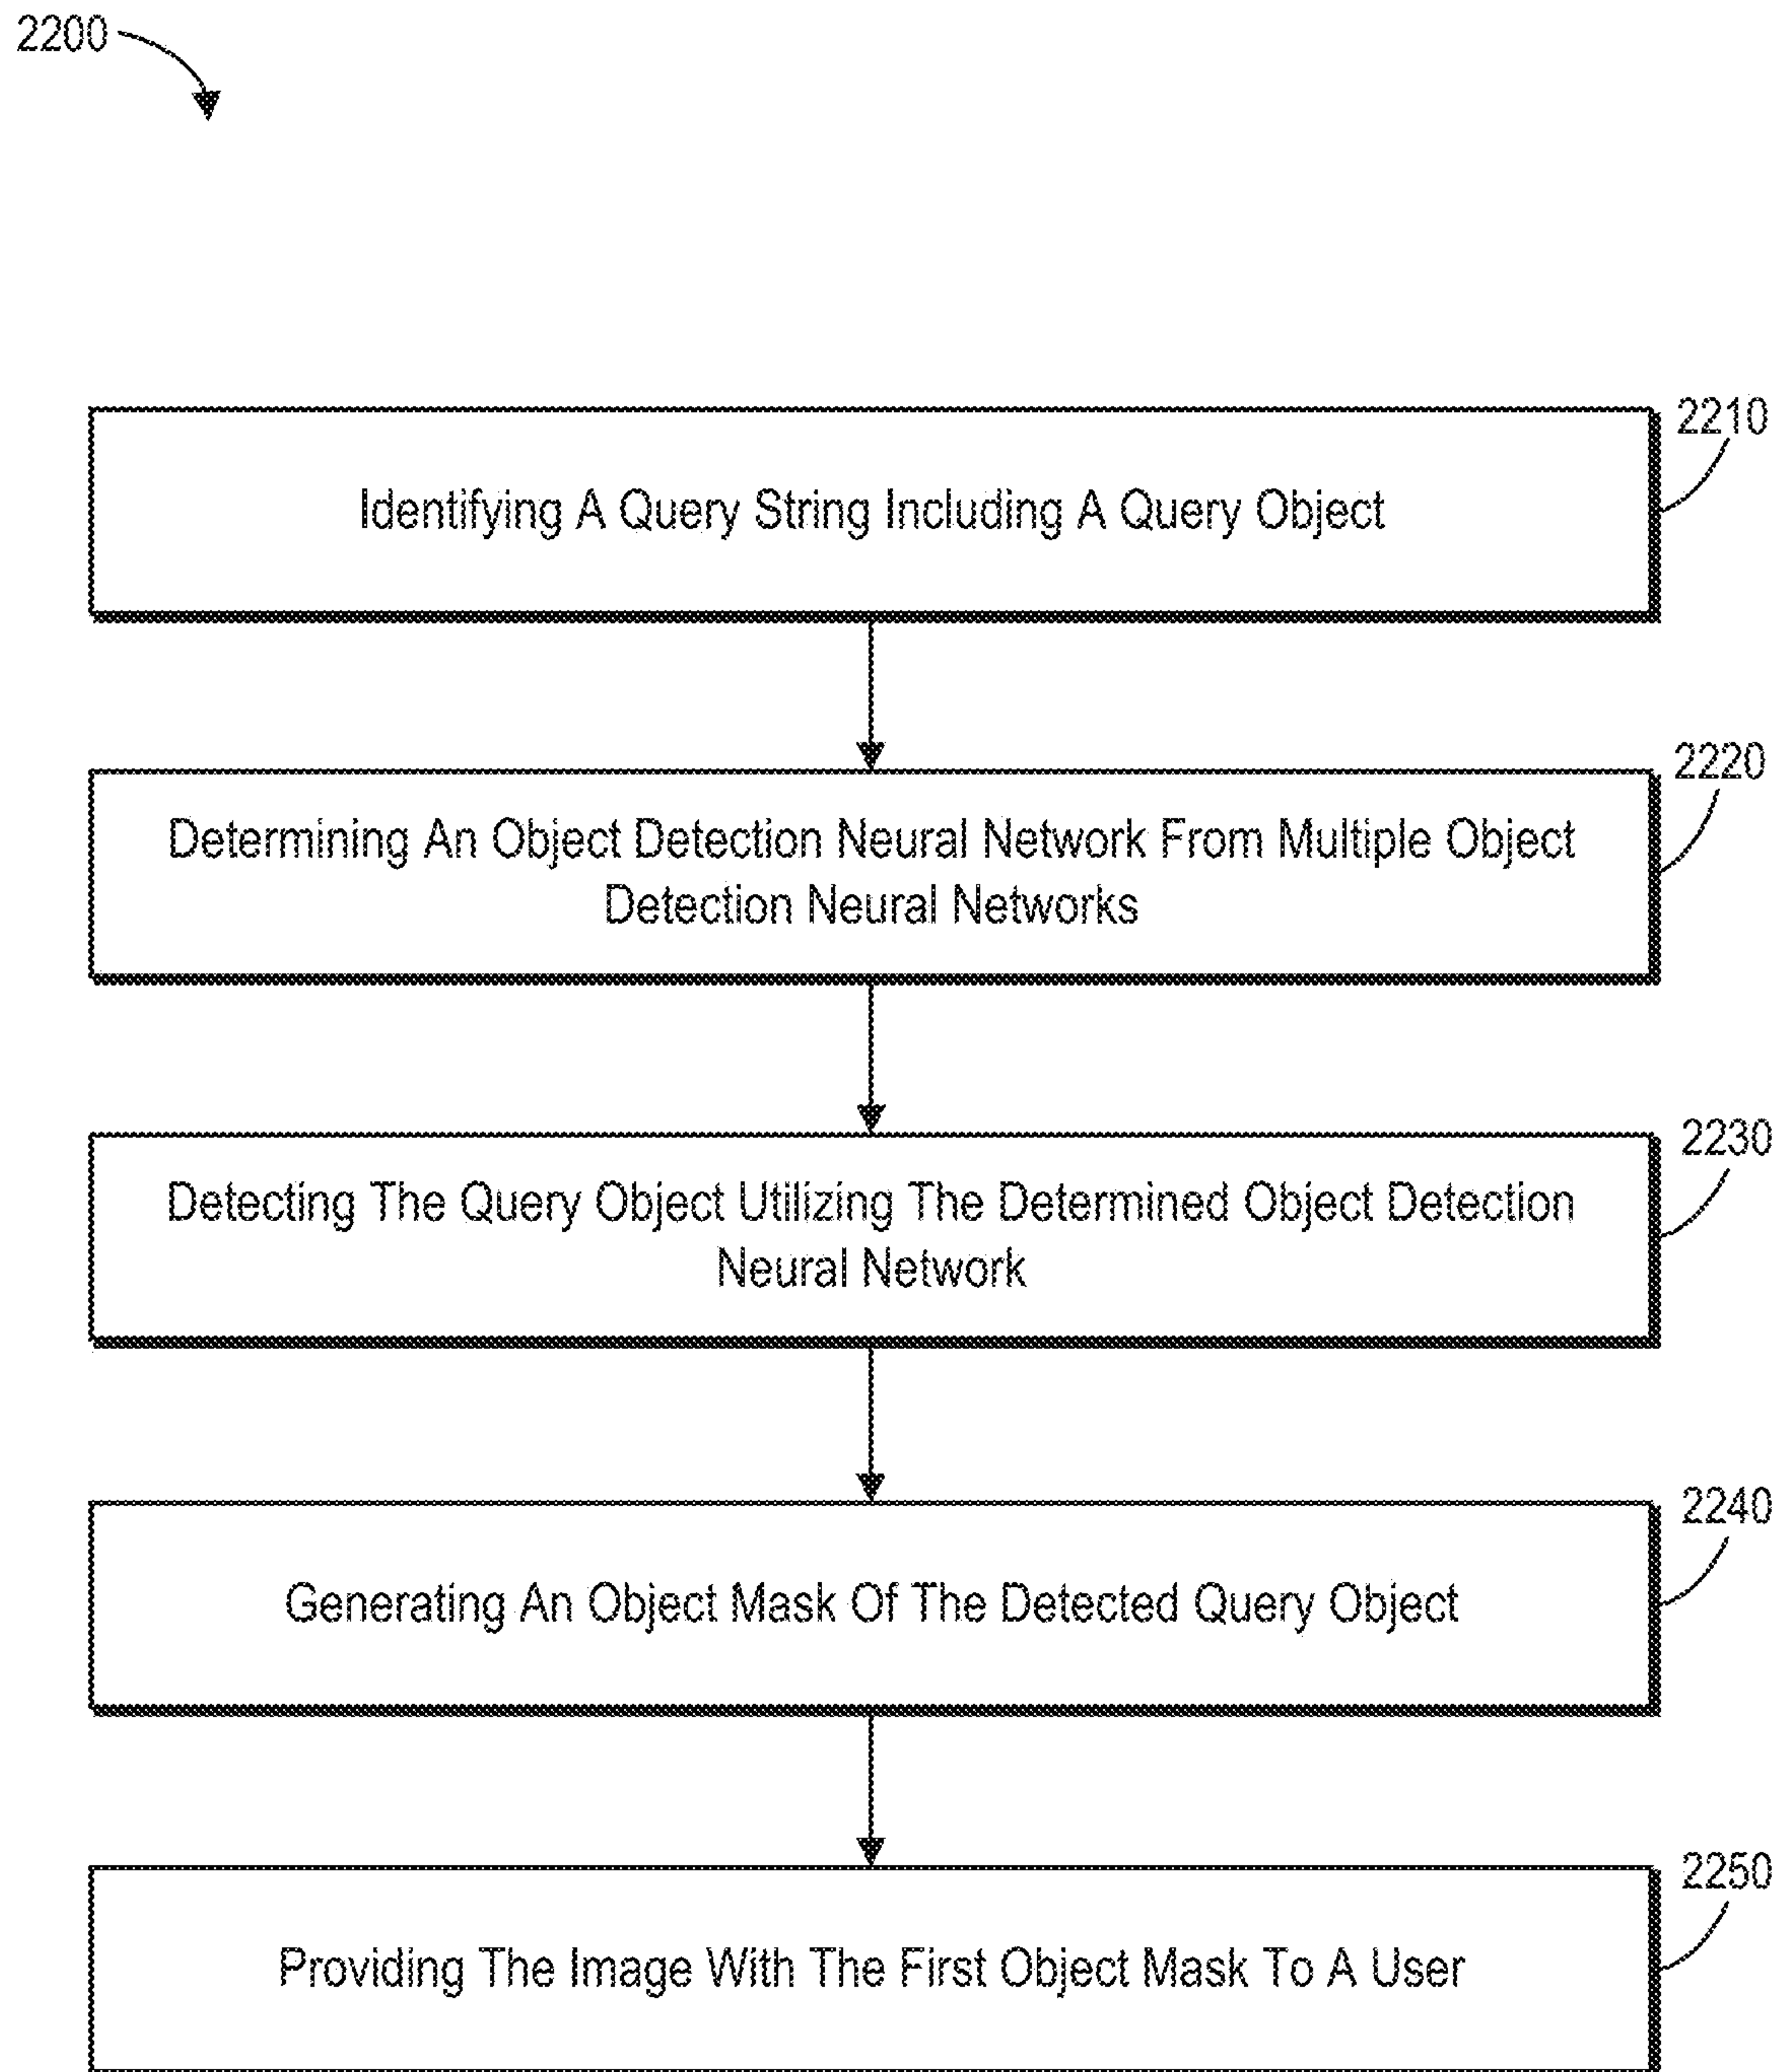 2200
2210
Identifying A Query String Including A Query Object
2220
Determining An Object Detection Neural Network From Multiple Object
Detection Neural Networks
2230
Detecting The Query Object Utilizing The Determined Object Detection
Neural Network
2240
Generating An Object Mask Of The Detected Query Object
2250
Providing The Image With The First Object Mask To A User